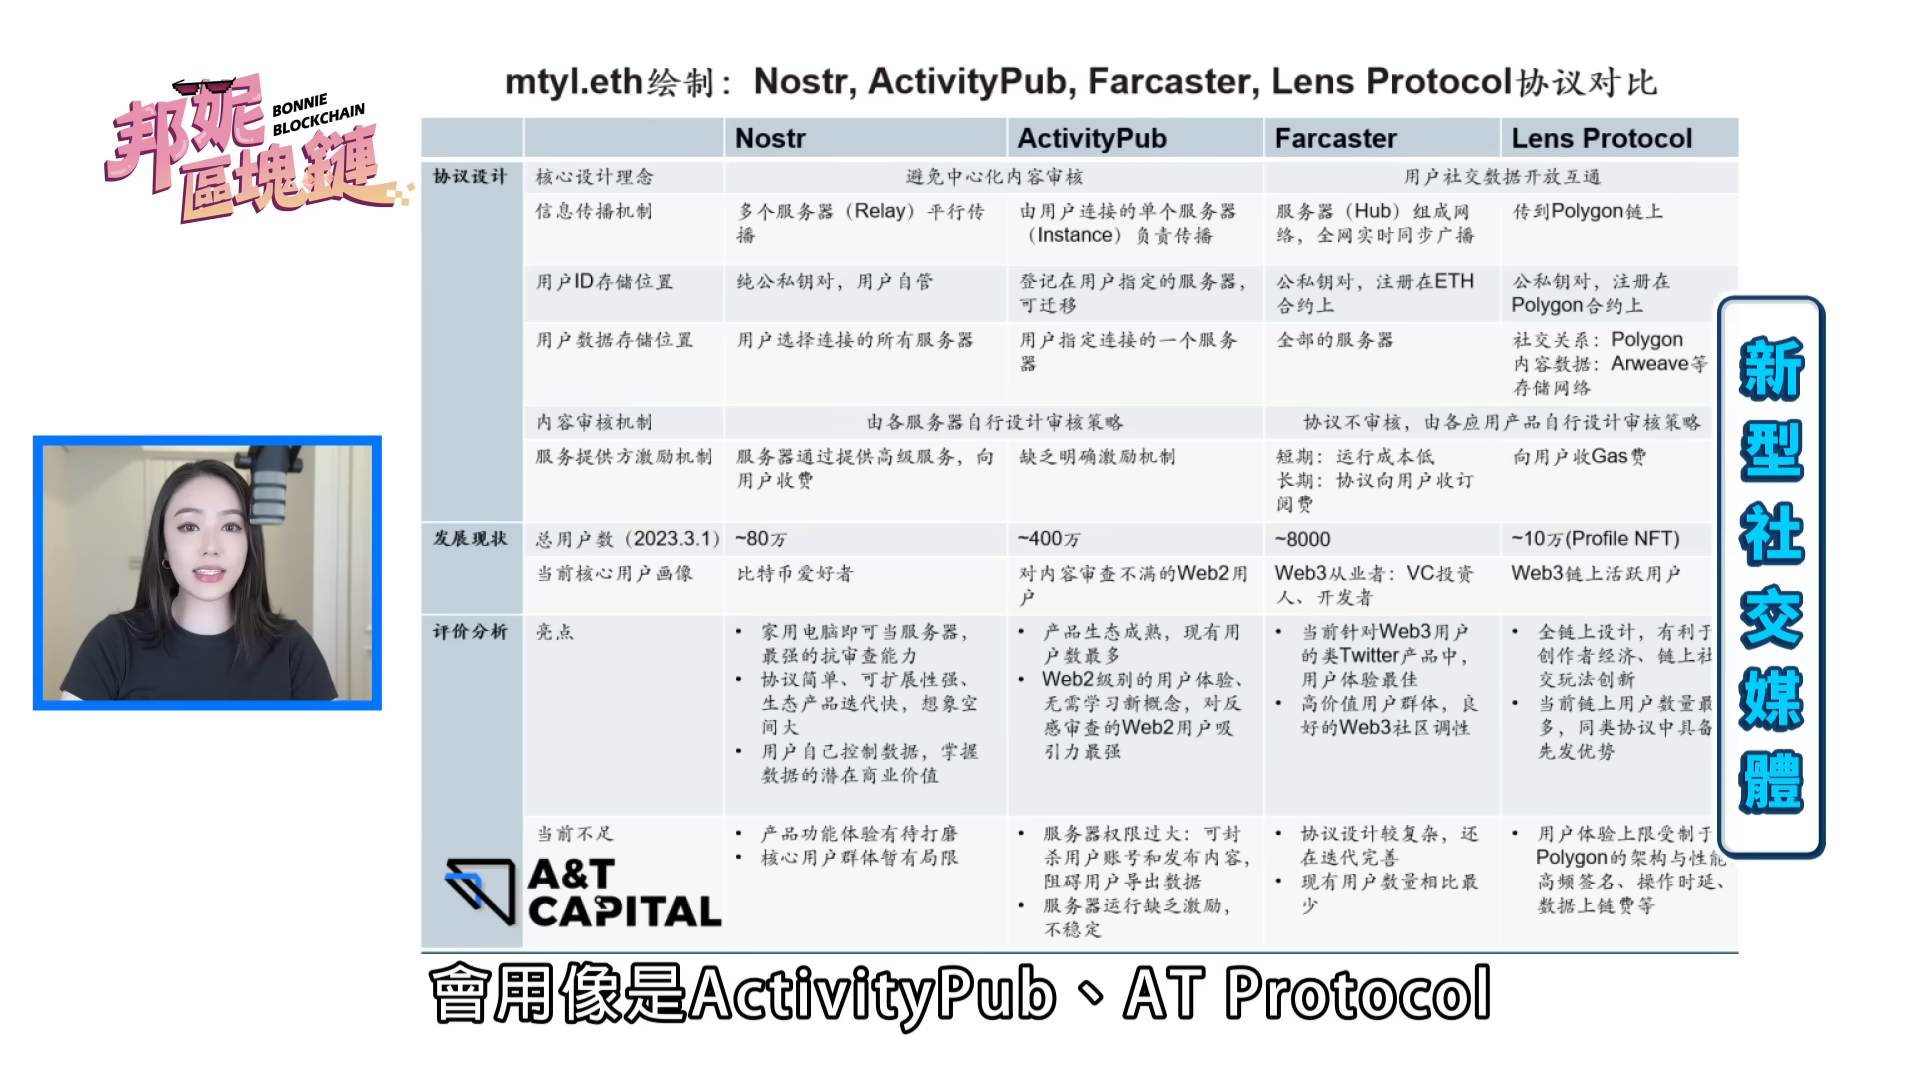 邦妮
BONNIE
BLOCKCHAIN
區塊鏈
mtyl.eth绘制：Nostr, ActivityPub, Farcaster, Lens Protocol协议对比
Nostr
ActivityPub
Farcaster
Lens Protocol
协议设计
核心设计理念
避免中心化内容审核
用户社交数据开放互通
信息传播机制
多个服务器（Relay）平行传
播
由用户连接的单个服务器
（Instance）负责传播
服务器（Hub）组成网
络，全网实时同步广播
传到Polygon链上
用户ID存储位置
纯公私钥对，用户自管
登记在用户指定的服务器，
可迁移
公私钥对，注册在ETH
合约上
公私钥对，注册在
Polygon合约上
用户数据存储位置
用户选择连接的所有服务器
用户指定连接的一个服务
器
全部的服务器
社交关系：Polygon
内容数据：Arweave等
存储网络
内容审核机制
由各服务器自行设计审核策略
协议不审核，由各应用产品自行设计审核策略
服务提供方激励机制
服务器通过提供高级服务，向
用户收费
缺乏明确激励机制
短期：运行成本低
长期：协议向用户收订
阅费
向用户收Gas费
发展现状
总用户数（2023.3.1）
~80万
~400万
~8000
~10万(Profile NFT)
当前核心用户画像
比特币爱好者
对内容审查不满的Web2用
户
Web3从业者：VC投资
人、开发者
Web3链上活跃用户
评价分析
亮点
• 家用电脑即可当服务器，
最强的抗审查能力
• 协议简单、可扩展性强、
生态产品迭代快，想象空
间大
• 用户自己控制数据，掌握
数据的潜在商业价值
• 产品生态成熟，现有用
户数最多
• Web2级别的用户体验、
无需学习新概念，对反
感审查的Web2用户吸
引力最强
• 当前针对Web3用户
的类Twitter产品中，
用户体验最佳
• 高价值用户群体，良
好的Web3社区调性
• 全链上设计，有利于
创作者经济、链上社
交玩法创新
• 当前链上用户数量最
多，同类协议中具备
先发优势
当前不足
• 产品功能体验有待打磨
• 核心用户群体暂有局限
• 服务器权限过大：可封
杀用户账号和发布内容，
阻碍用户导出数据
• 服务器运行缺乏激励，
不稳定
• 协议设计较复杂，还
在迭代完善
• 现有用户数量相比最
少
• 用户体验上限受制于
Polygon的架构与性能
高频签名、操作时延、
数据上链费等
A&T
CAPITAL
新型社交媒體
會用像是ActivityPub、AT Protocol